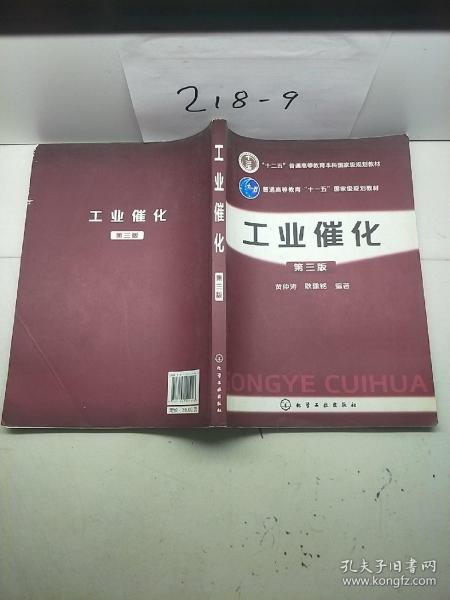 218-9
"十二五"普通高等教育本科国家级规划教材
普通高等教育"十一五"国家级规划教材
工业催化
第三版
黄仲涛 耿建铭 编著
GONGYE CUIHUA
化学工业出版社
工业催化
第三版
工业催化
第三版
孔夫子旧书网
www.kongfz.com